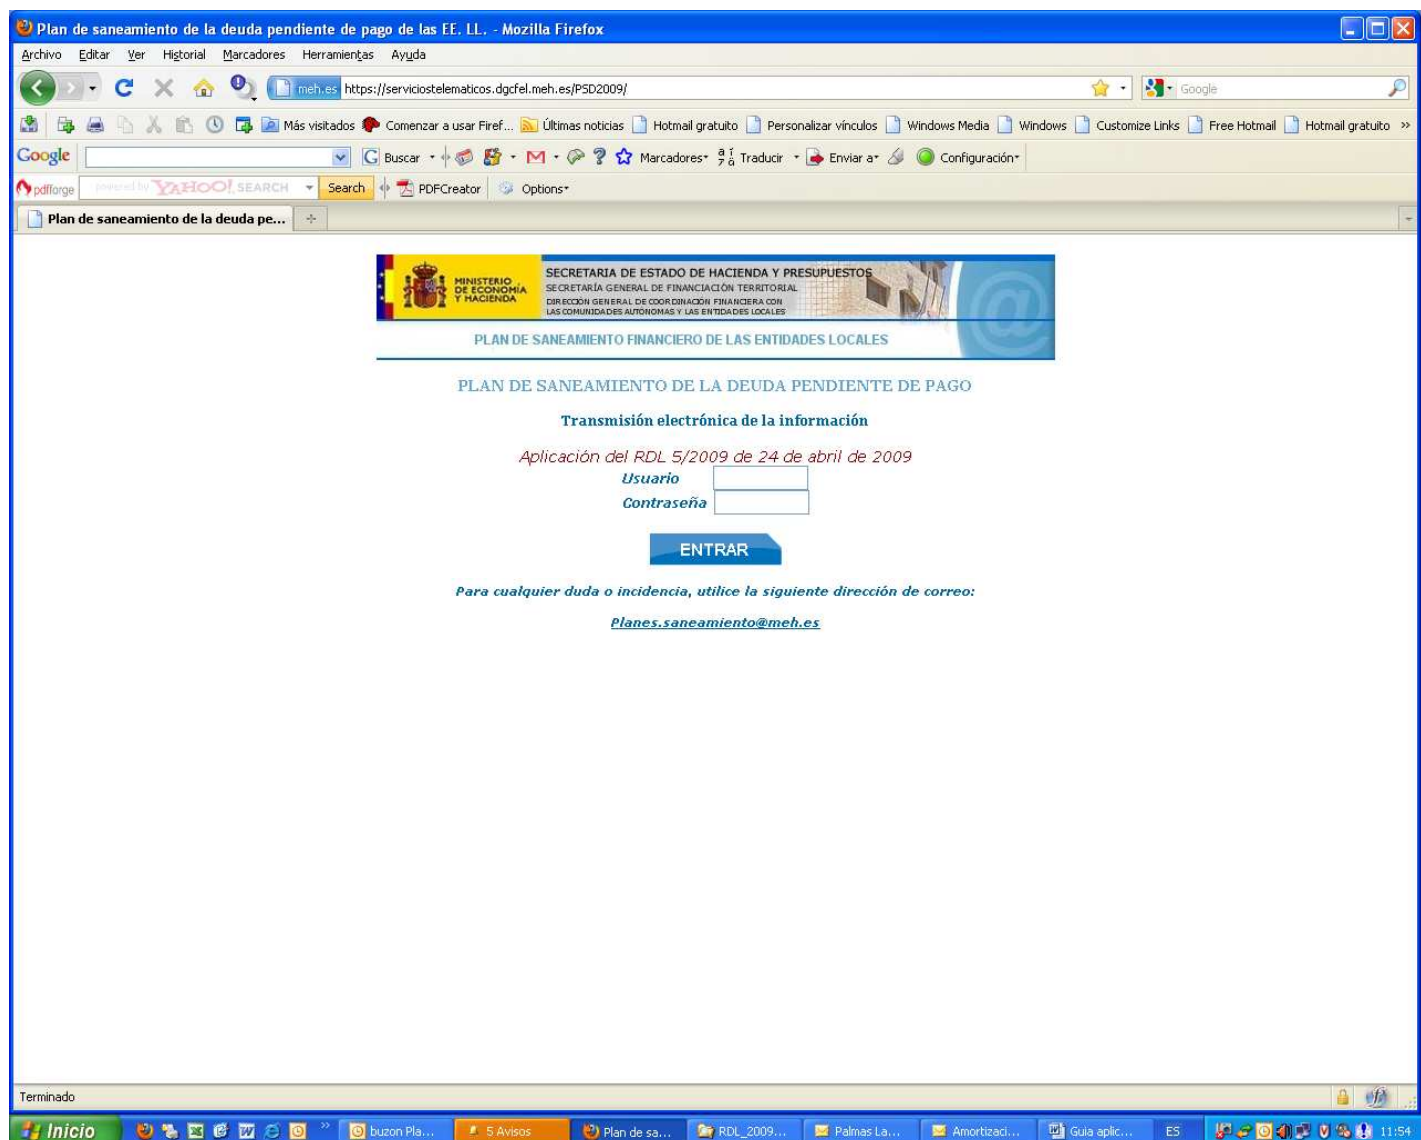 Plan de saneamiento de la deuda pendiente de pago de las EE. LL. - Mozilla Firefox
Archivo Editar Ver Historial Marcadores Herramientas Ayuda
meh.es https://serviciostelematicos.dgcfel.meh.es/PSD2009/ Google
Más visitados Comenzar a usar Firef... Últimas noticias Hotmail gratuito Personalizar vínculos Windows Media Windows Customize Links Free Hotmail Hotmail gratuito »
Google Buscar Marcadores Traducir Enviar a Configuración
pdfforge powered by YAHOO! SEARCH Search PDFCreator Options
Plan de saneamiento de la deuda pe...
MINISTERIO DE ECONOMÍA Y HACIENDA
SECRETARIA DE ESTADO DE HACIENDA Y PRESUPUESTOS
SECRETARÍA GENERAL DE FINANCIACIÓN TERRITORIAL
DIRECCIÓN GENERAL DE COORDINACIÓN FINANCIERA CON
LAS COMUNIDADES AUTÓNOMAS Y LAS ENTIDADES LOCALES
PLAN DE SANEAMIENTO FINANCIERO DE LAS ENTIDADES LOCALES
PLAN DE SANEAMIENTO DE LA DEUDA PENDIENTE DE PAGO
Transmisión electrónica de la información
Aplicación del RDL 5/2009 de 24 de abril de 2009
Usuario
Contraseña
ENTRAR
Para cualquier duda o incidencia, utilice la siguiente dirección de correo:
Planes.saneamiento@meh.es
Terminado
Inicio » buzon Pla... 5 Avisos Plan de sa... RDL_2009... Palmas La... Amortizaci... Guia aplic... ES 11:54